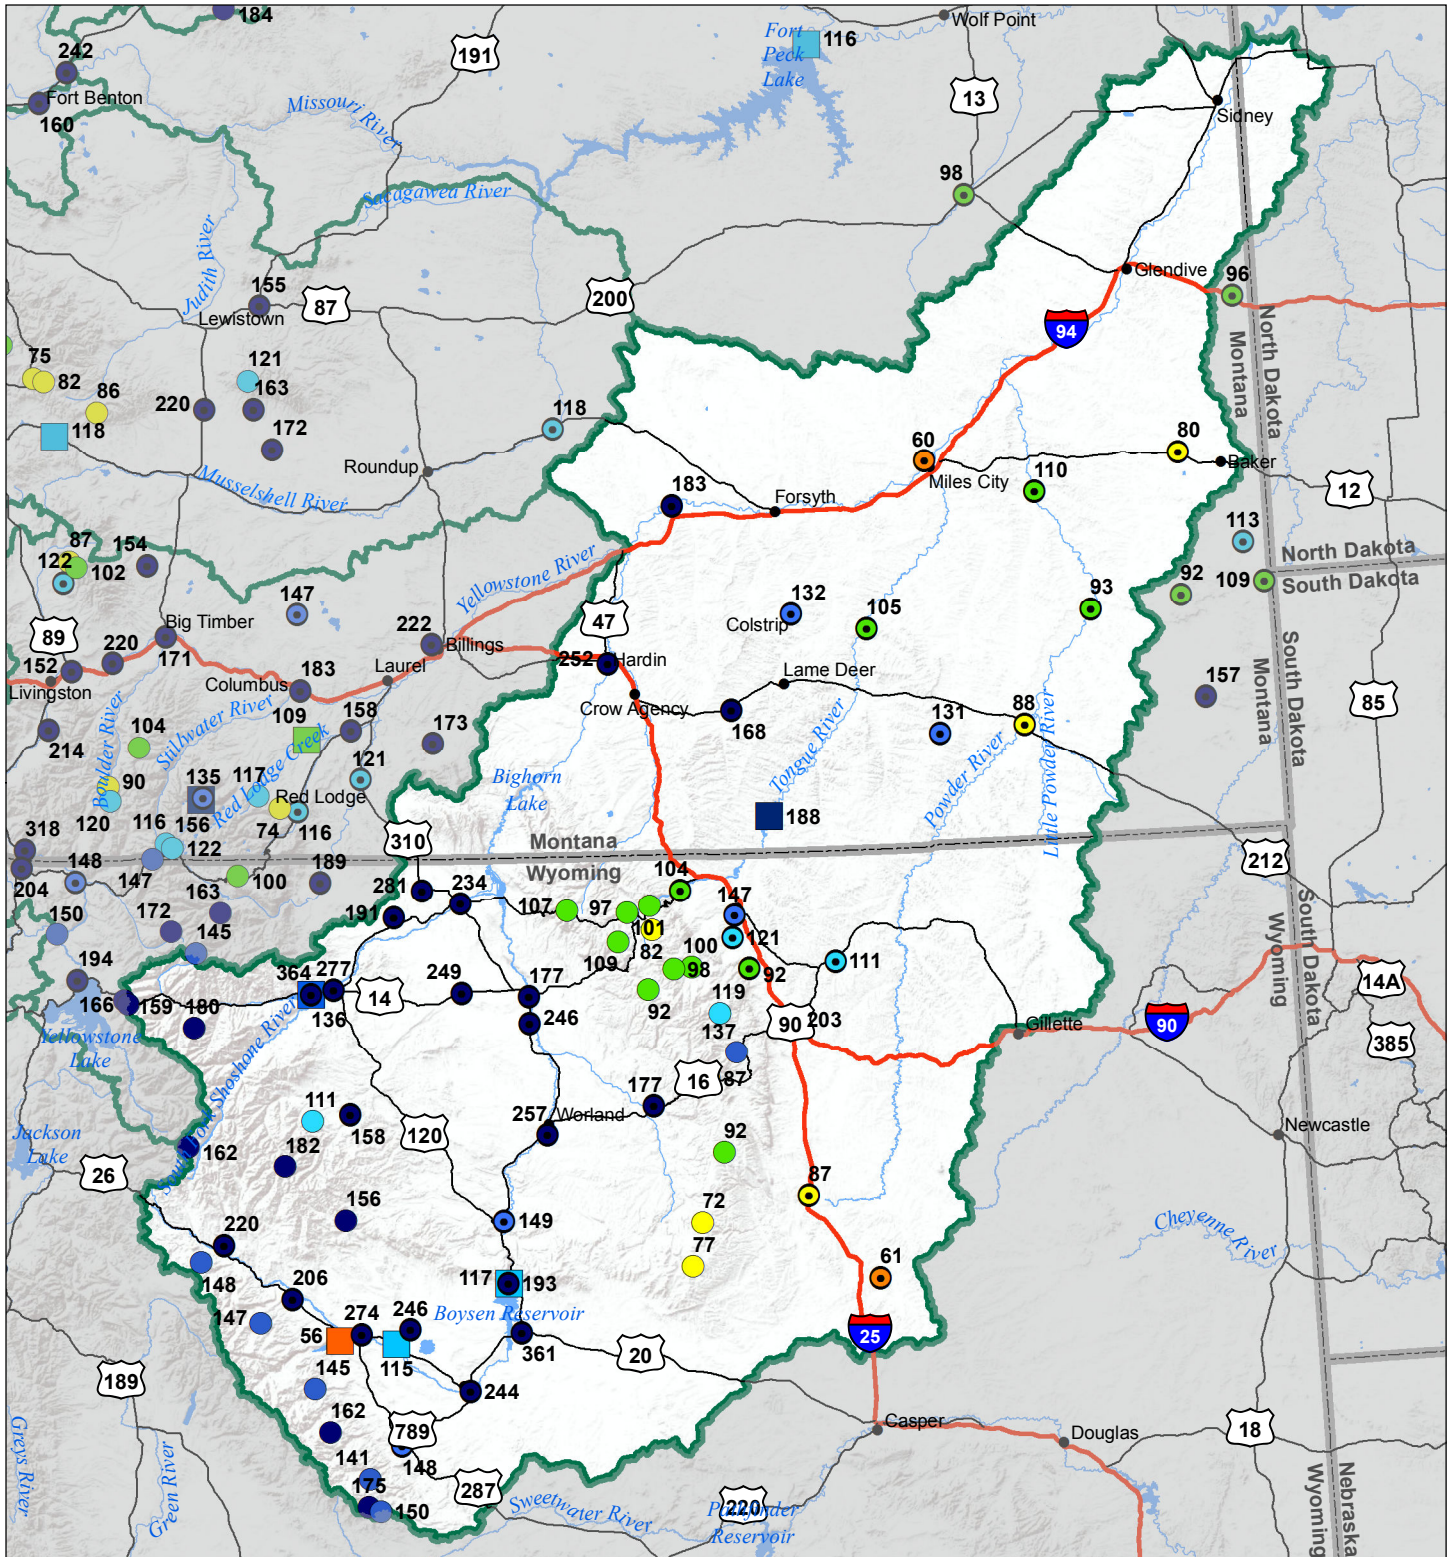 184
Wolf Point
242
191
Fort
Peck
Lake
116
Fort Benton
160
Missouri River
13
Sidney
98
Sacagawea River
Judith River
155
87
Lewistown
200
Glendive
96
94
North Dakota
Montana
75
82
86
118
121
163
220
172
118
Roundup
Musselshell River
60
Miles City
80
Baker
110
12
183
Forsyth
113
North Dakota
South Dakota
87
122
102
154
147
Yellowstone River
92
109
93
132
Colstrip
105
89
Big Timber
171
222
Billings
47
152
220
Livingston
252
Hardin
Lame Deer
Columbus
183
Laurel
Crow Agency
168
131
88
157
South Dakota
Montana
85
214
104
109
158
173
Boulder River
Stillwater River
Red Lodge Creek
121
Bighorn
Lake
Tongue River
Powder River
Little Powder River
90
120
135
117
Red Lodge
74
116
188
318
116
156
122
204
148
147
100
189
310
Montana
Wyoming
212
163
281
234
191
104
107
97
101
147
150
172
145
121
109
82
100
98
92
111
South Dakota
Wyoming
194
364
277
14
249
177
92
119
14A
166
159
180
136
246
137
90
203
Gillette
90
385
Yellowstone
Lake
South Fork Shoshone River
87
16
177
111
158
120
257
Worland
Newcastle
Jackson
Lake
162
182
92
26
156
72
87
77
149
220
148
Cheyenne River
61
206
117
193
147
274
246
Boysen Reservoir
56
115
361
20
25
145
189
244
162
789
148
Casper
Douglas
18
141
175
150
287
Sweetwater River
220
Pathfinder
Reservoir
Greys River
Green River
Nebraska
Wyoming